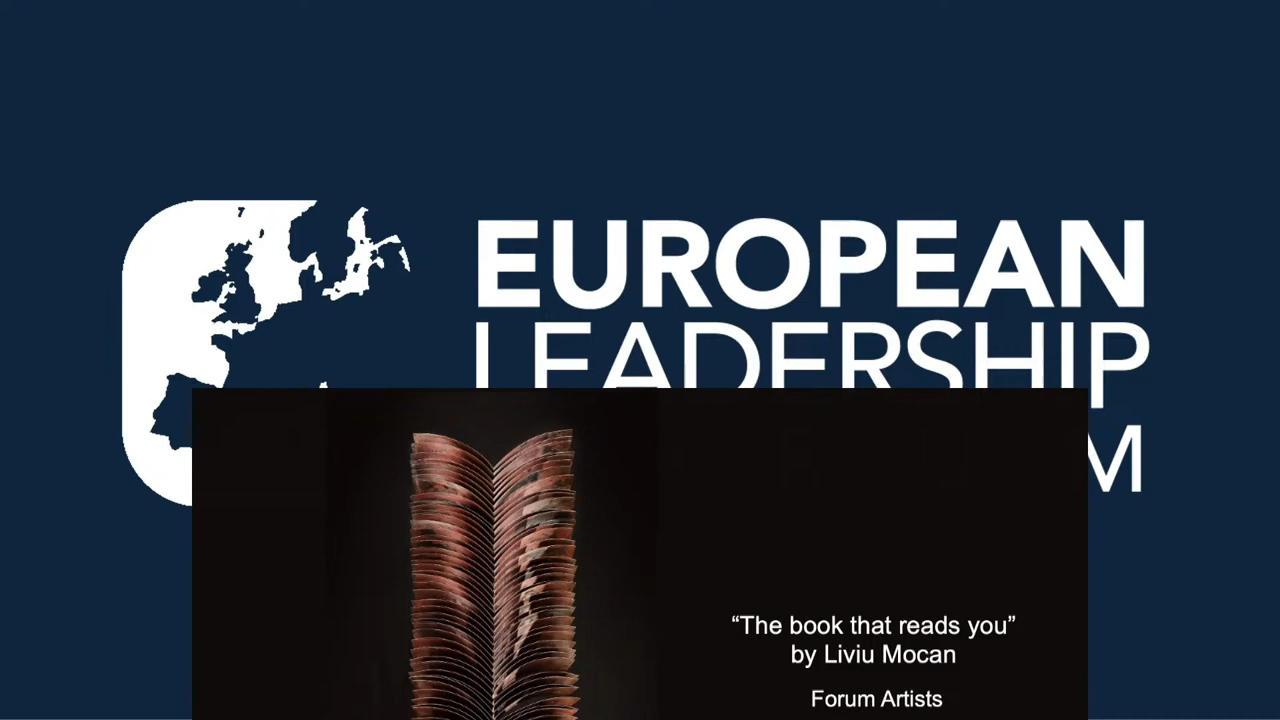 EUROPEAN
LEADERSHIP
M
“The book that reads you”
by Liviu Mocan
Forum Artists